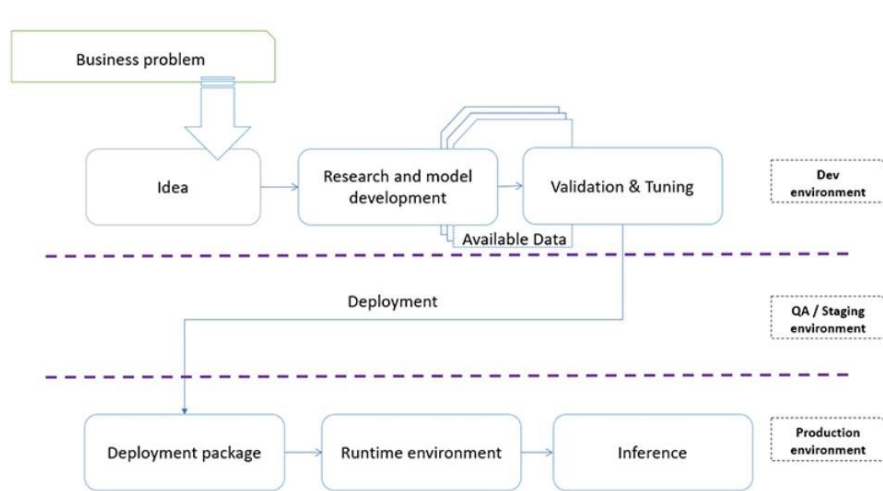 Business problem
Idea
Research and model
development
Validation & Tuning
Dev
environment
Available Data
Deployment
QA / Staging
environment
Deployment package
Runtime environment
Inference
Production
environment